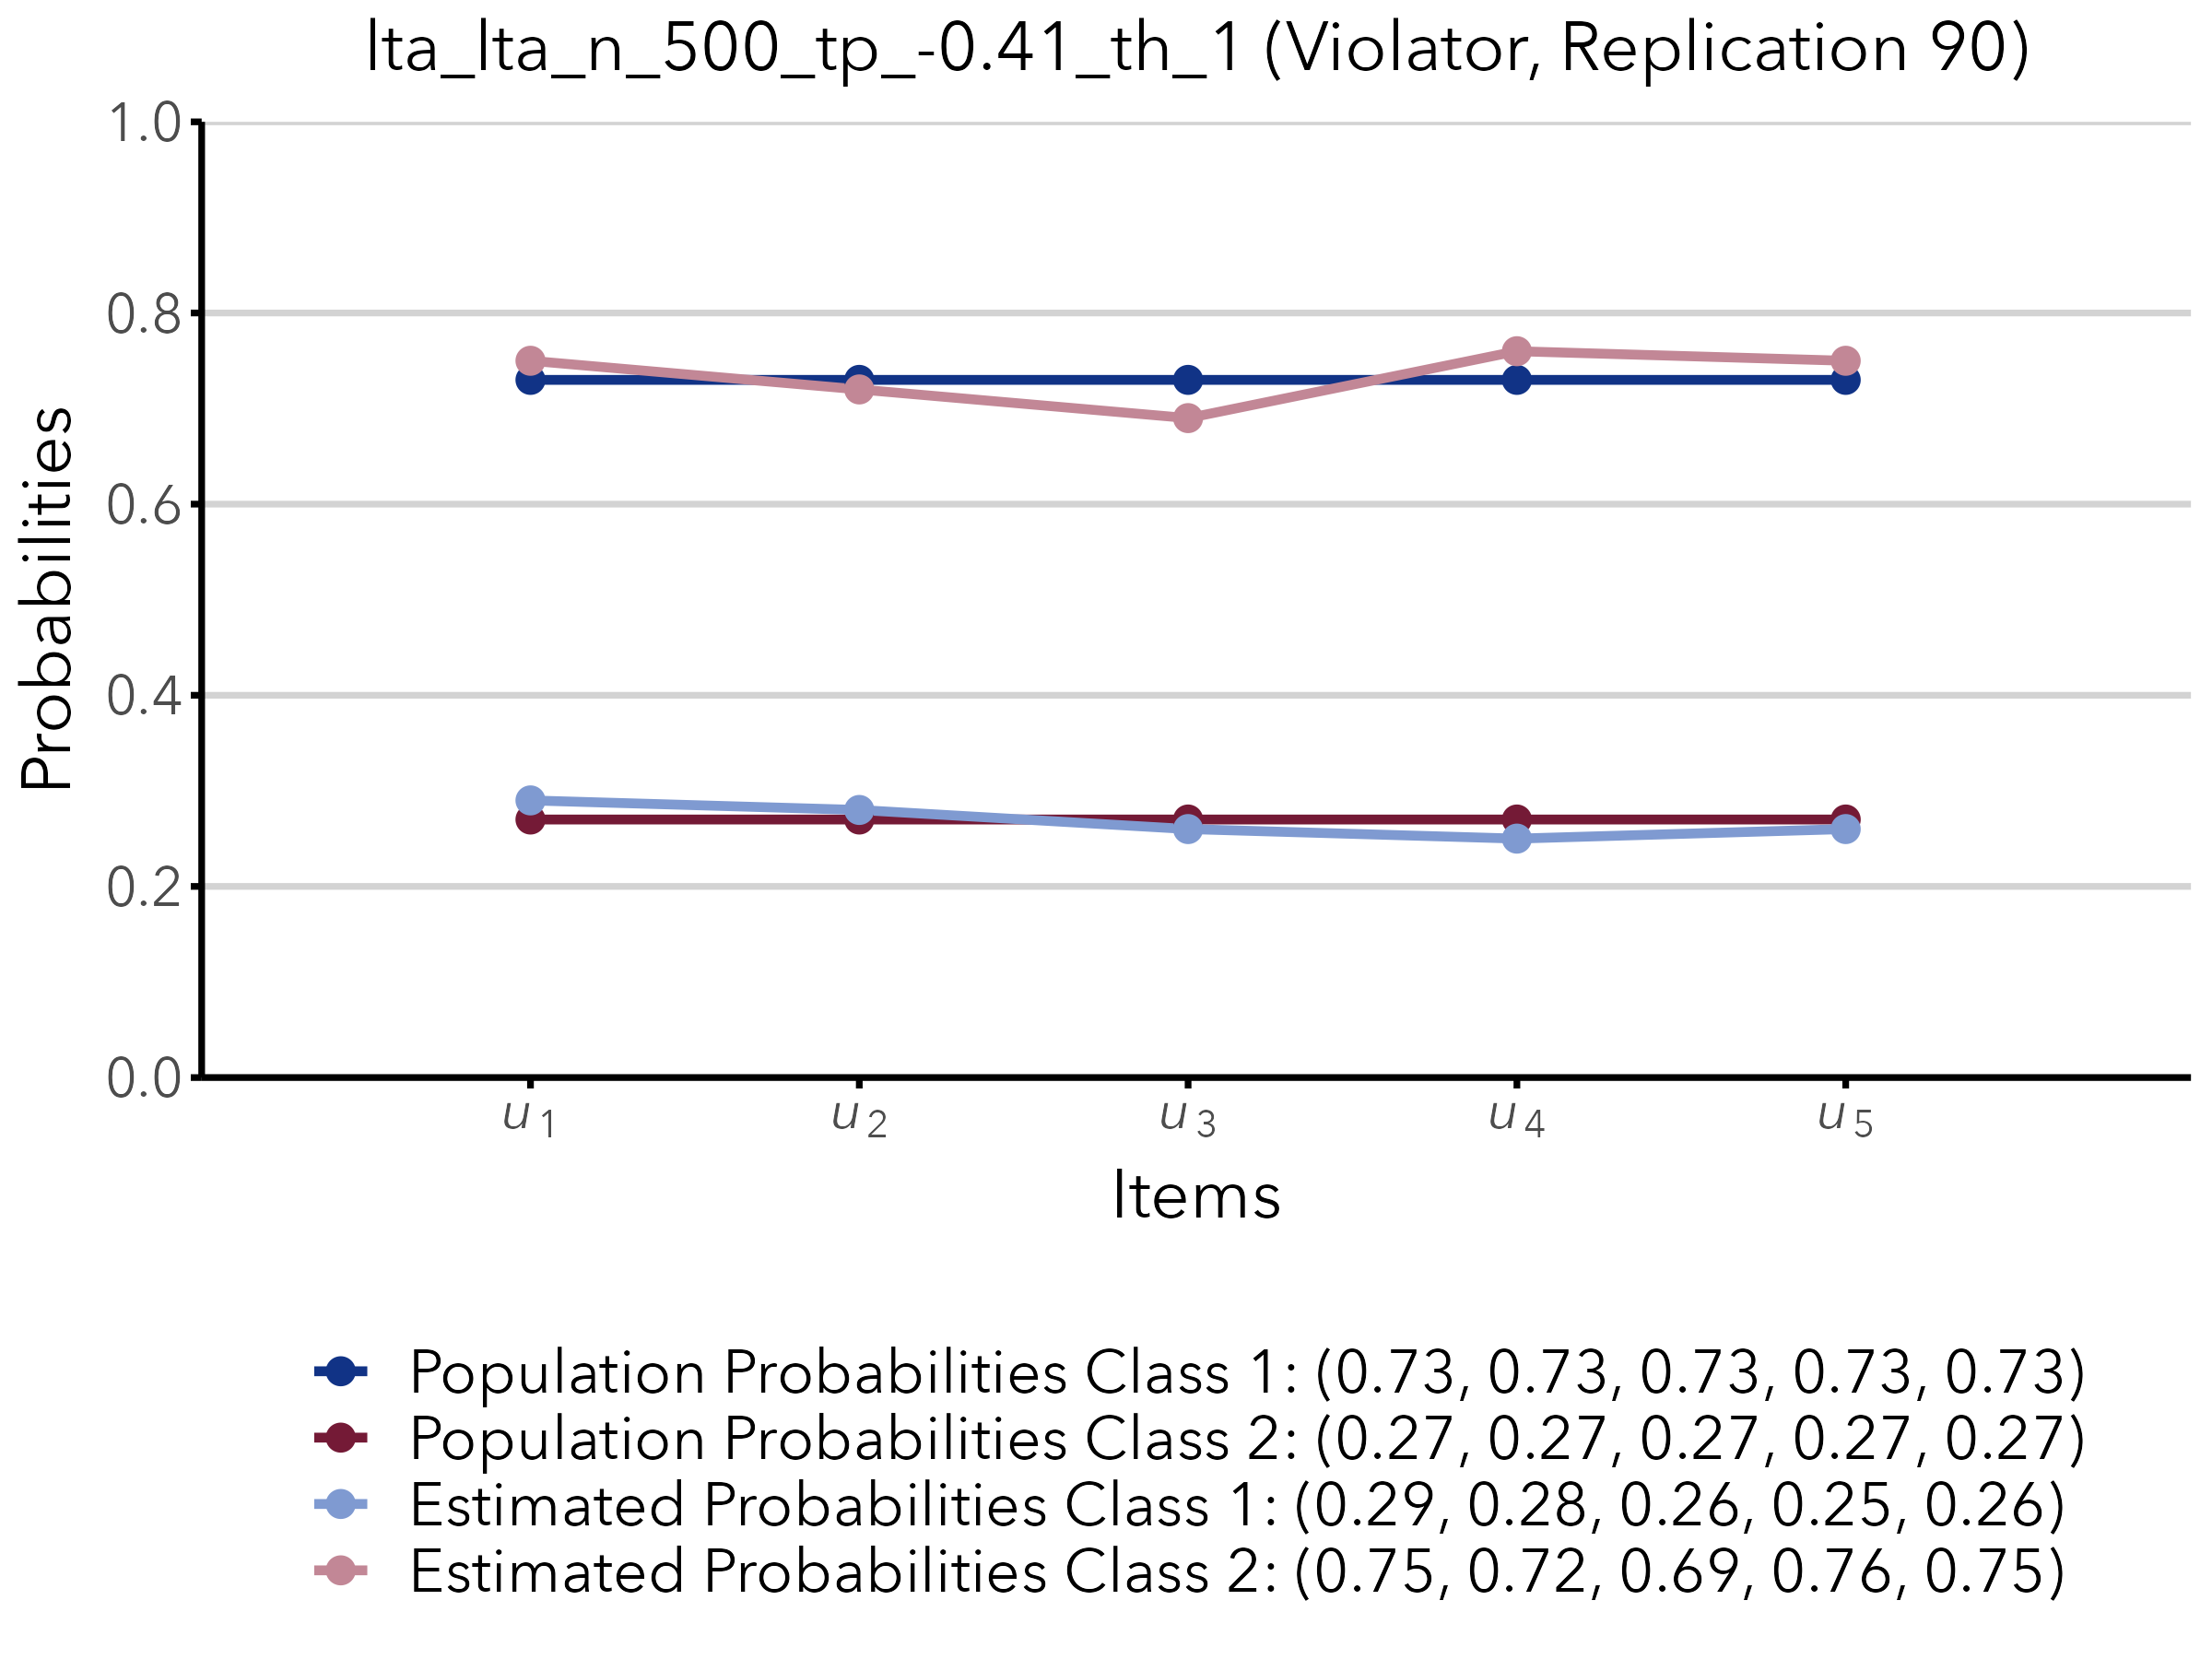 lta_lta_n_500_tp_-0.41_th_1 (Violator, Replication 90)
1.0
0.8
0.6
0.4
0.2
0.0
Probabilities
u1 u2 u3 u4 u5
Items
Population Probabilities Class 1: (0.73, 0.73, 0.73, 0.73, 0.73)
Population Probabilities Class 2: (0.27, 0.27, 0.27, 0.27, 0.27)
Estimated Probabilities Class 1: (0.29, 0.28, 0.26, 0.25, 0.26)
Estimated Probabilities Class 2: (0.75, 0.72, 0.69, 0.76, 0.75)